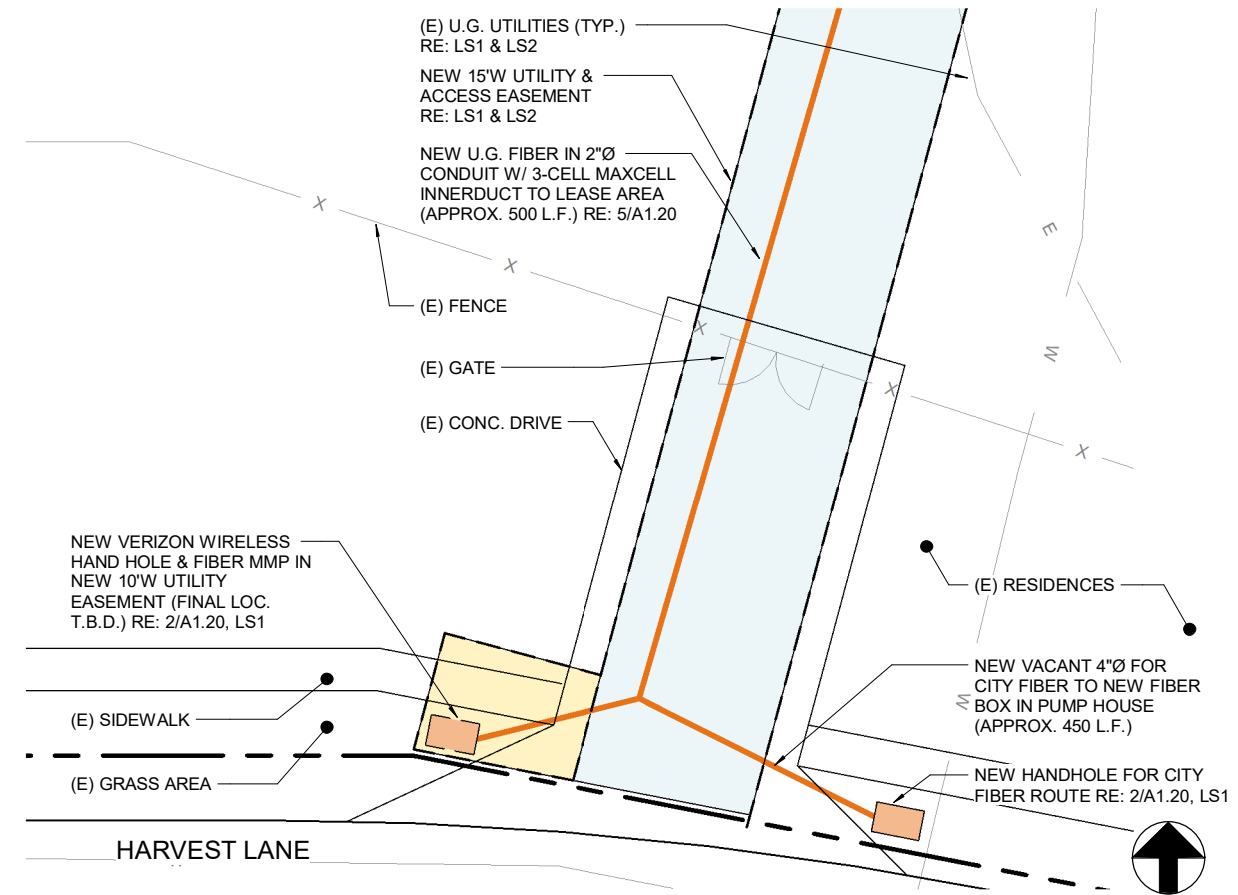 (E) U.G. UTILITIES (TYP.)
RE: LS1 & LS2
NEW 15'W UTILITY &
ACCESS EASEMENT
RE: LS1 & LS2
NEW U.G. FIBER IN 2"Ø
CONDUIT W/ 3-CELL MAXCELL
INNERDUCT TO LEASE AREA
(APPROX. 500 L.F.) RE: 5/A1.20
X
X
X
X
X
E
W
W
(E) FENCE
(E) GATE
(E) CONC. DRIVE
NEW VERIZON WIRELESS
HAND HOLE & FIBER MMP IN
NEW 10'W UTILITY
EASEMENT (FINAL LOC.
T.B.D.) RE: 2/A1.20, LS1
(E) RESIDENCES
(E) SIDEWALK
(E) GRASS AREA
NEW VACANT 4"Ø FOR
CITY FIBER TO NEW FIBER
BOX IN PUMP HOUSE
(APPROX. 450 L.F.)
NEW HANDHOLE FOR CITY
FIBER ROUTE RE: 2/A1.20, LS1
HARVEST LANE